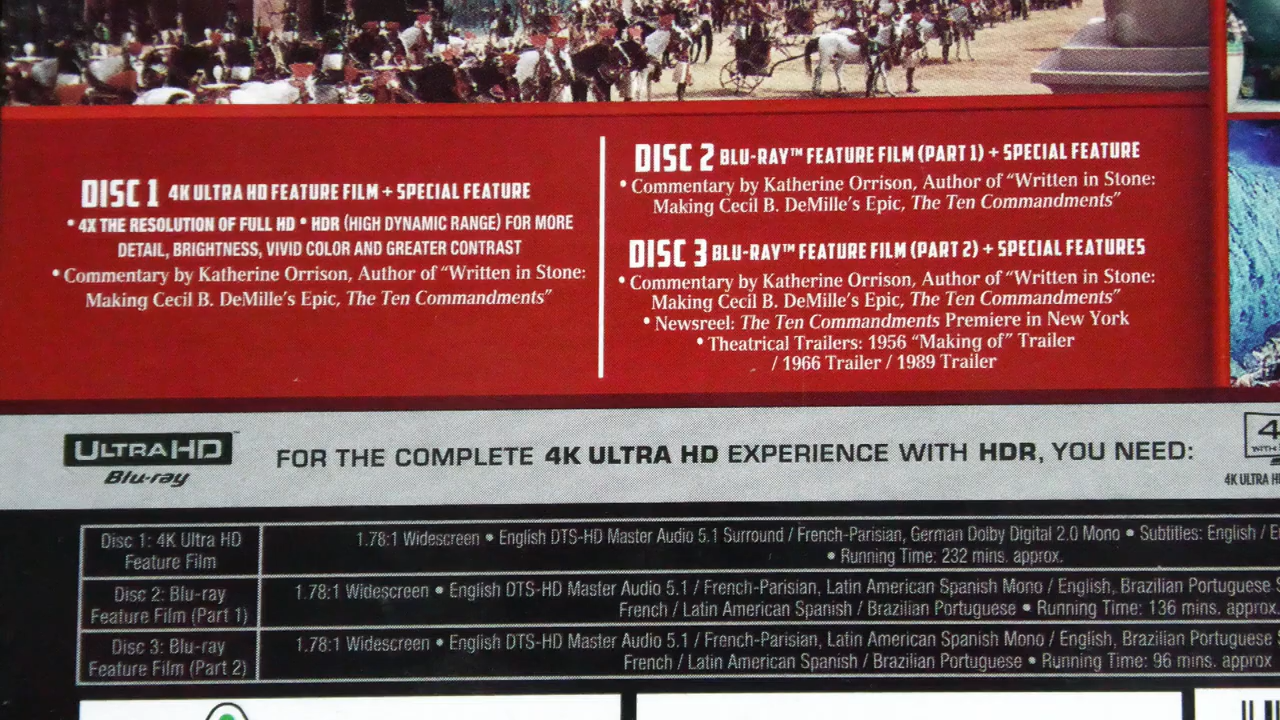 DISC 1 4K ULTRA HD FEATURE FILM + SPECIAL FEATURE
• 4X THE RESOLUTION OF FULL HD • HDR (HIGH DYNAMIC RANGE) FOR MORE
DETAIL, BRIGHTNESS, VIVID COLOR AND GREATER CONTRAST
• Commentary by Katherine Orrison, Author of "Written in Stone:
Making Cecil B. DeMille's Epic, The Ten Commandments"
DISC 2 BLU-RAY™ FEATURE FILM (PART 1) + SPECIAL FEATURE
• Commentary by Katherine Orrison, Author of "Written in Stone:
Making Cecil B. DeMille's Epic, The Ten Commandments"
DISC 3 BLU-RAY™ FEATURE FILM (PART 2) + SPECIAL FEATURES
• Commentary by Katherine Orrison, Author of "Written in Stone:
Making Cecil B. DeMille's Epic, The Ten Commandments"
• Newsreel: The Ten Commandments Premiere in New York
• Theatrical Trailers: 1956 "Making of" Trailer
/ 1966 Trailer / 1989 Trailer
ULTRA HD™
Blu-ray
FOR THE COMPLETE 4K ULTRA HD EXPERIENCE WITH HDR, YOU NEED:
4
WITH
4K ULTRA
Disc 1: 4K Ultra HD
Feature Film
1.78:1 Widescreen • English DTS-HD Master Audio 5.1 Surround / French-Parisian, German Dolby Digital 2.0 Mono • Subtitles: English /
• Running Time: 232 mins. approx.
Disc 2: Blu-ray
Feature Film (Part 1)
1.78:1 Widescreen • English DTS-HD Master Audio 5.1 / French-Parisian, Latin American Spanish Mono / English, Brazilian Portuguese
French / Latin American Spanish / Brazilian Portuguese • Running Time: 136 mins. approx.
Disc 3: Blu-ray
Feature Film (Part 2)
1.78:1 Widescreen • English DTS-HD Master Audio 5.1 / French-Parisian, Latin American Spanish Mono / English, Brazilian Portuguese
French / Latin American Spanish / Brazilian Portuguese • Running Time: 96 mins. approx